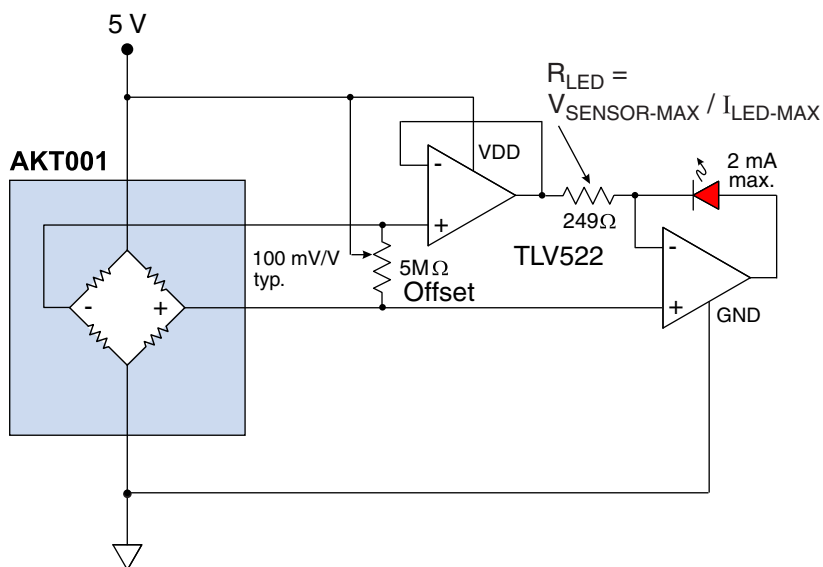 5 V
R_LED =
V_SENSOR-MAX / I_LED-MAX
AKT001
VDD
2 mA
max.
-
+
249Ω
TLV522
100 mV/V
typ.
5MΩ
Offset
-
+
-
+
GND